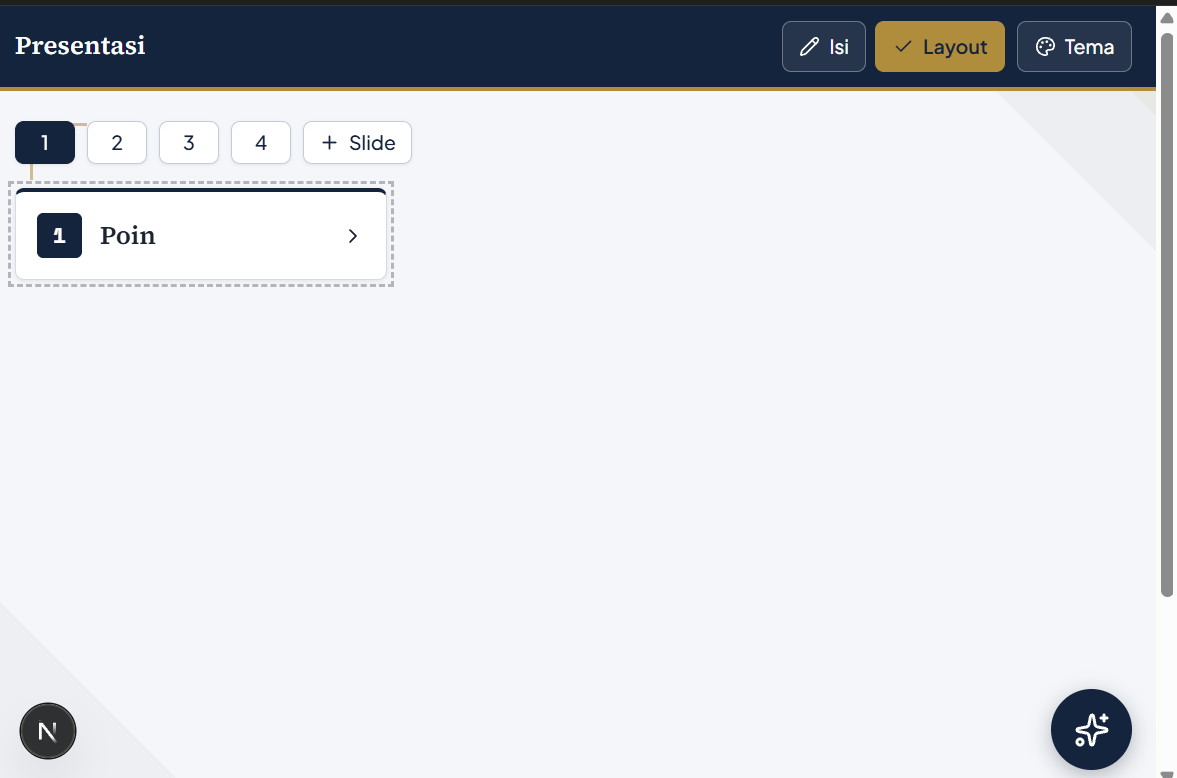 Presentasi
Isi
Layout
Tema
1
2
3
4
+ Slide
1 Poin
N